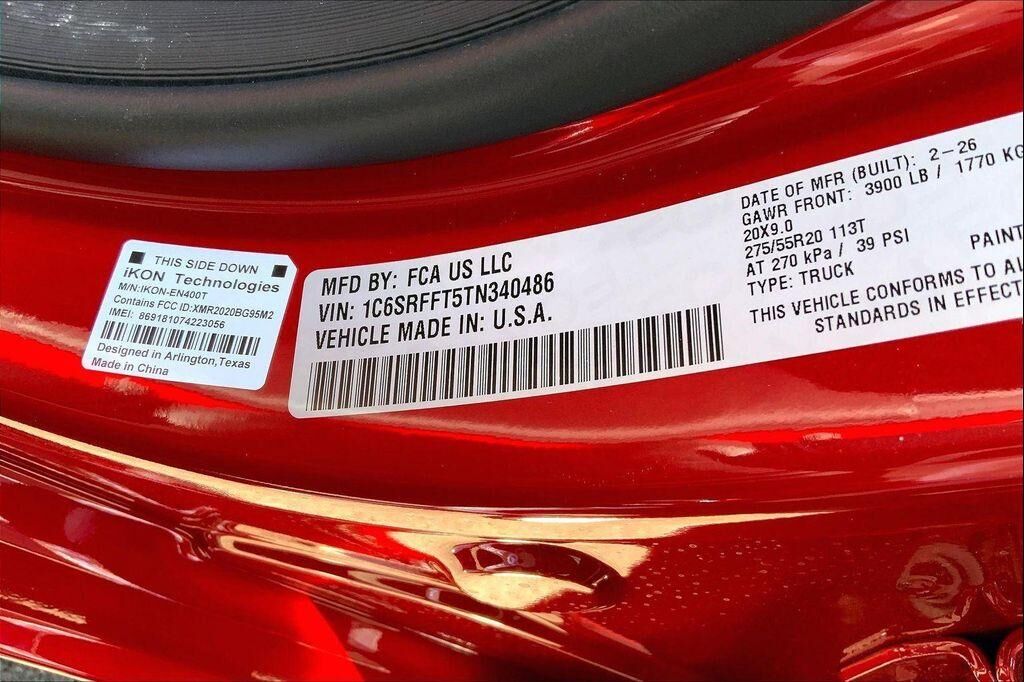 THIS SIDE DOWN
iKON Technologies
M/N:IKON-EN400T
Contains FCC ID:XMR2020BG95M2
IMEI: 869181074223056
Designed in Arlington,Texas
Made in China
MFD BY: FCA US LLC
VIN: 1C6SRFFT5TN340486
VEHICLE MADE IN: U.S.A.
DATE OF MFR (BUILT): 2-26
GAWR FRONT: 3900 LB / 1770 KG
20X9.0
275/55R20 113T
AT 270 kPa / 39 PSI
TYPE: TRUCK
PAINT
THIS VEHICLE CONFORMS TO AL
STANDARDS IN EFFECT